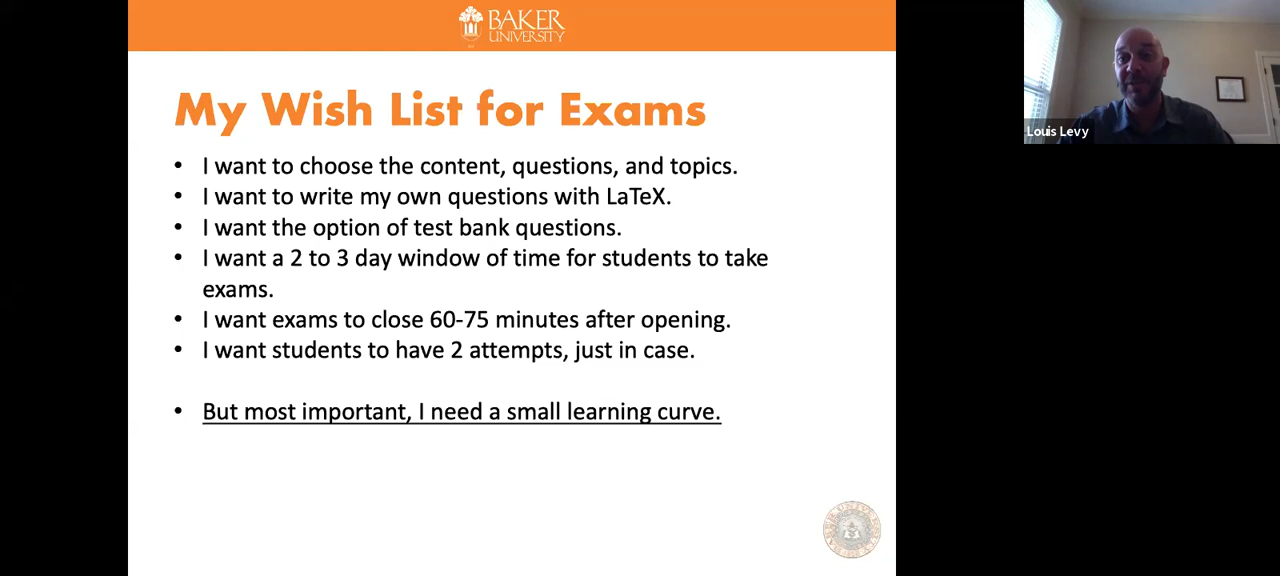 BAKER
UNIVERSITY
My Wish List for Exams
• I want to choose the content, questions, and topics.
• I want to write my own questions with LaTeX.
• I want the option of test bank questions.
• I want a 2 to 3 day window of time for students to take
exams.
• I want exams to close 60-75 minutes after opening.
• I want students to have 2 attempts, just in case.
• But most important, I need a small learning curve.
Louis Levy